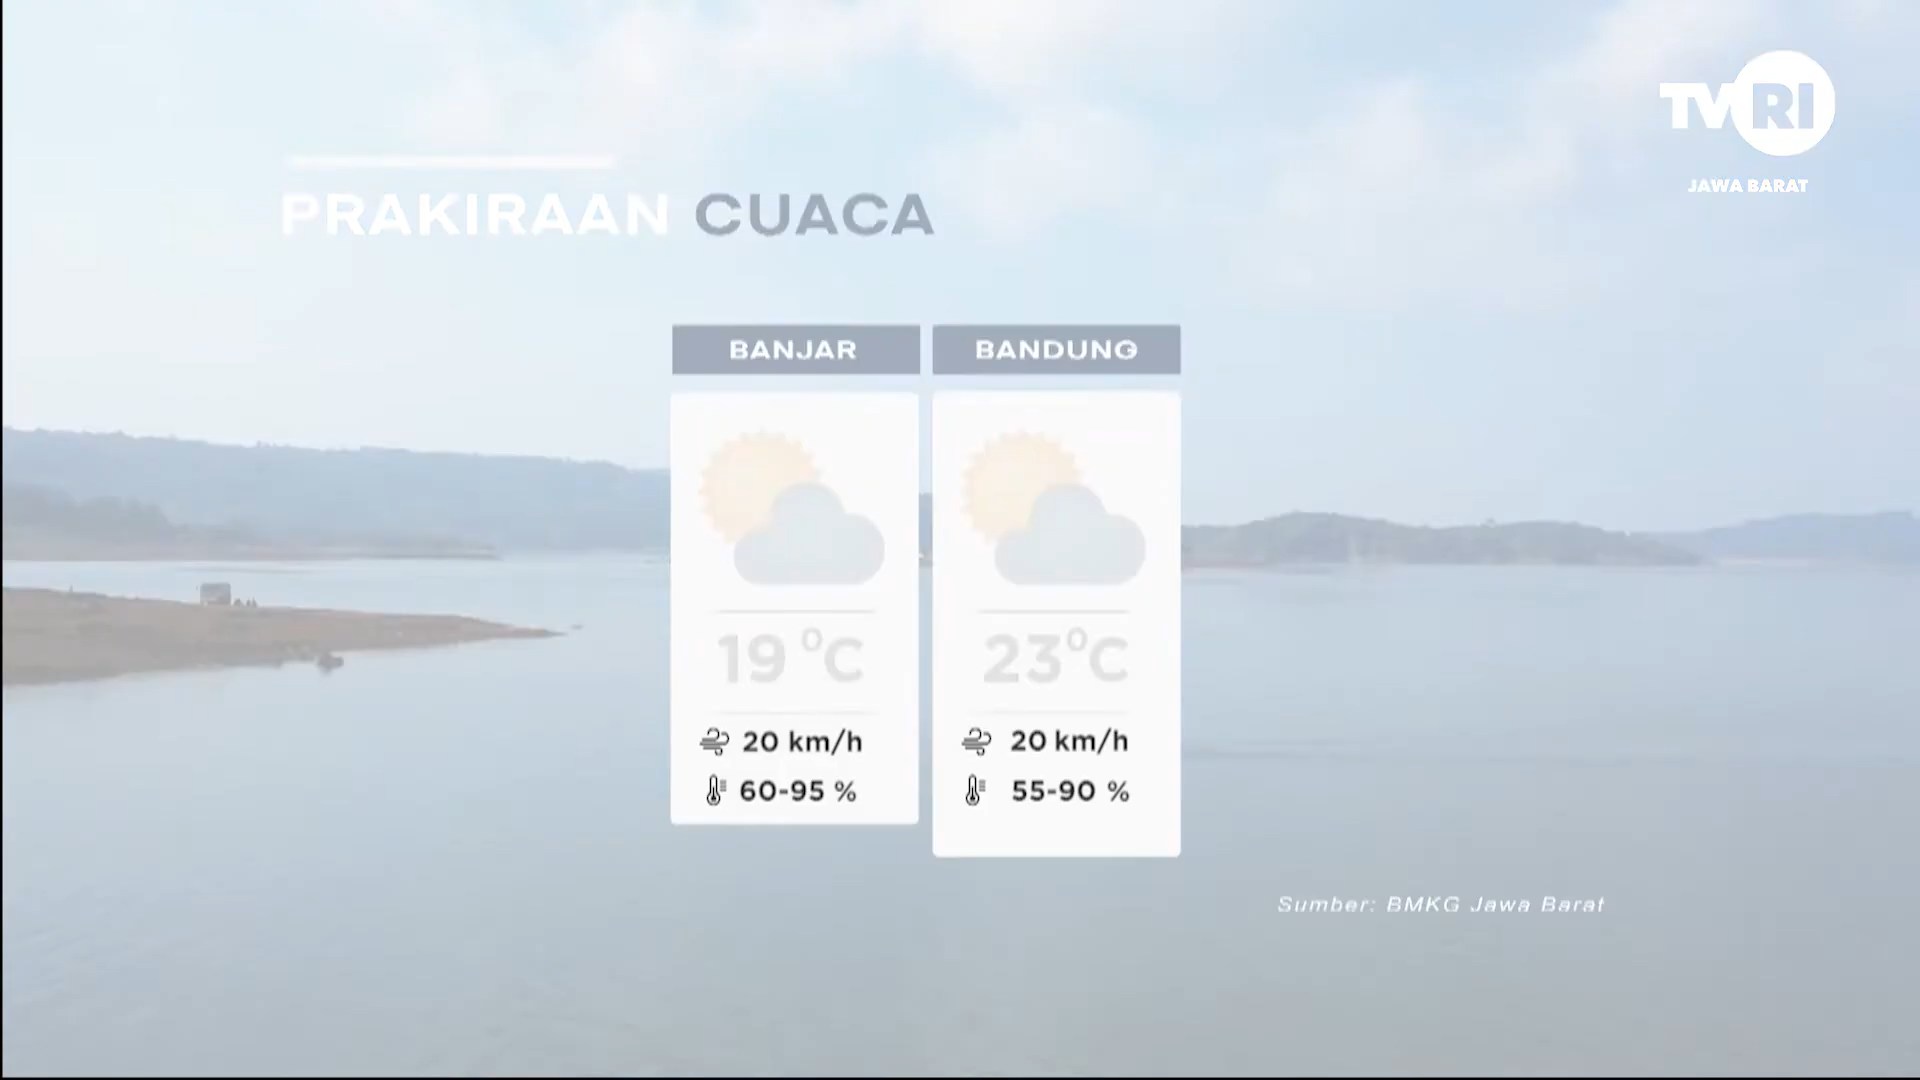 TVRI
JAWA BARAT
PRAKIRAAN CUACA
BANJAR
19 °C
20 km/h
60-95 %
BANDUNG
23°C
20 km/h
55-90 %
Sumber: BMKG Jawa Barat